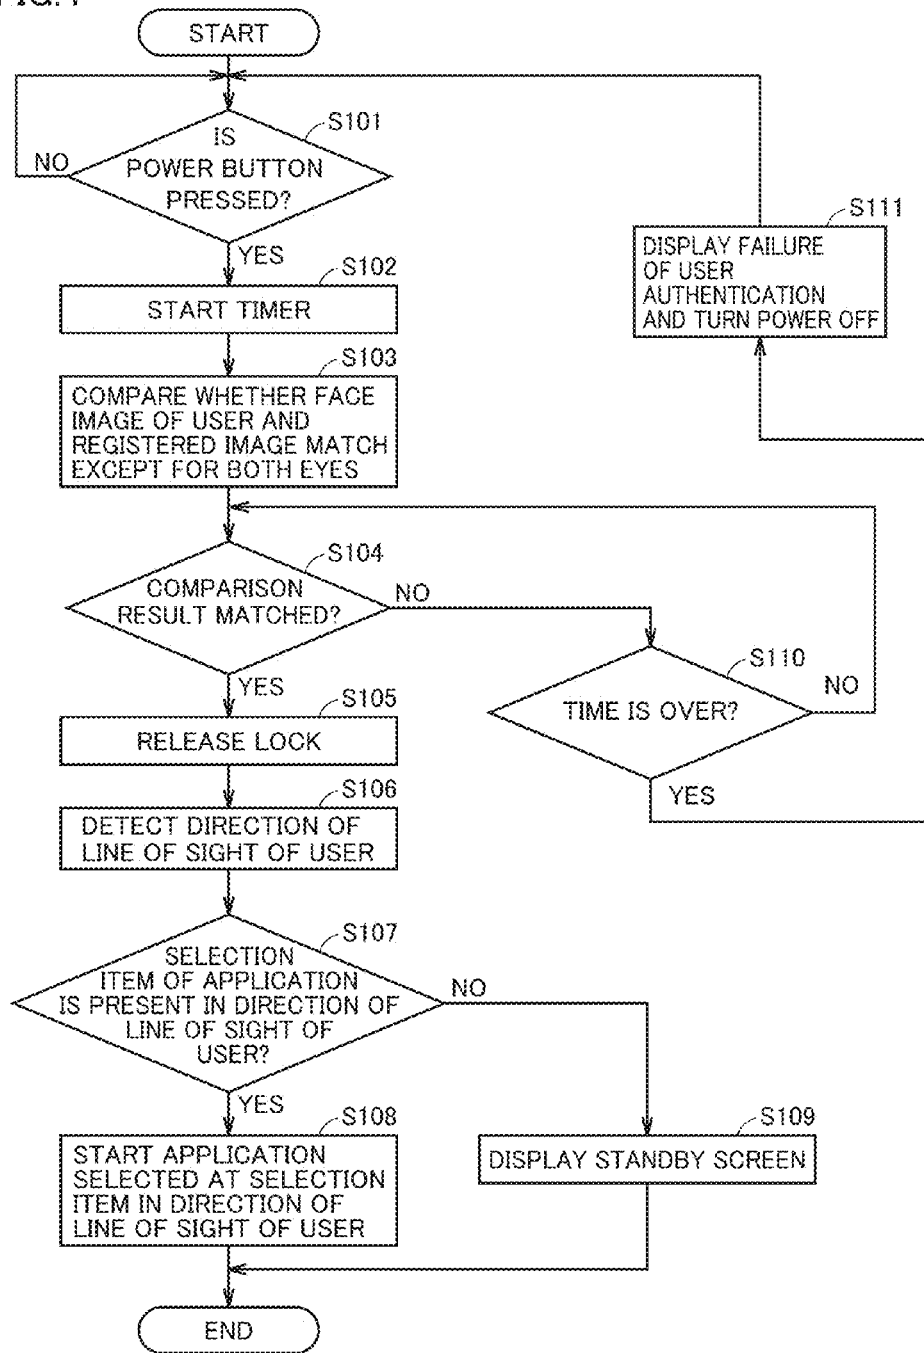 START
S101
IS
POWER BUTTON
PRESSED?
NO
YES
S102
START TIMER
S103
COMPARE WHETHER FACE
IMAGE OF USER AND
REGISTERED IMAGE MATCH
EXCEPT FOR BOTH EYES
S104
COMPARISON
RESULT MATCHED?
NO
YES
S105
RELEASE LOCK
S106
DETECT DIRECTION OF
LINE OF SIGHT OF USER
S107
SELECTION
ITEM OF APPLICATION
IS PRESENT IN DIRECTION OF
LINE OF SIGHT OF
USER?
NO
YES
S108
START APPLICATION
SELECTED AT SELECTION
ITEM IN DIRECTION OF
LINE OF SIGHT OF USER
S109
DISPLAY STANDBY SCREEN
END
S110
TIME IS OVER?
NO
YES
S111
DISPLAY FAILURE
OF USER
AUTHENTICATION
AND TURN POWER OFF